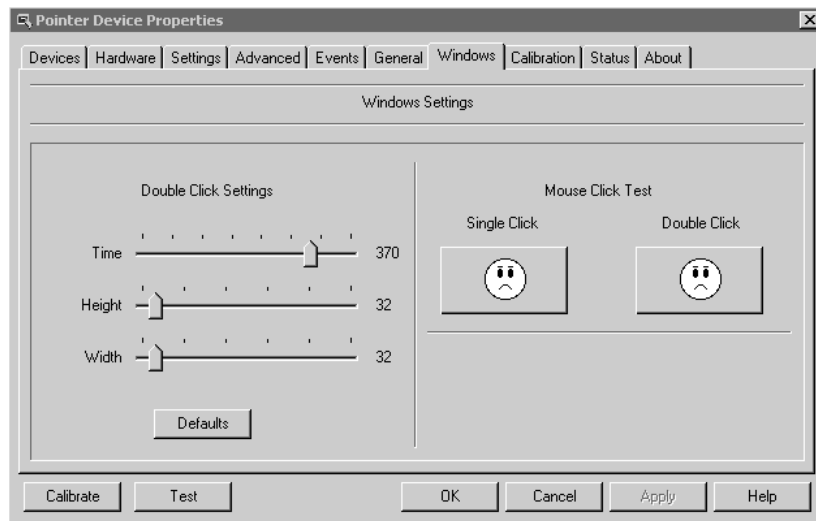 Pointer Device Properties
Devices Hardware Settings Advanced Events General Windows Calibration Status About
Windows Settings
Double Click Settings
Time 370
Height 32
Width 32
Defaults
Mouse Click Test
Single Click Double Click
Calibrate Test OK Cancel Apply Help